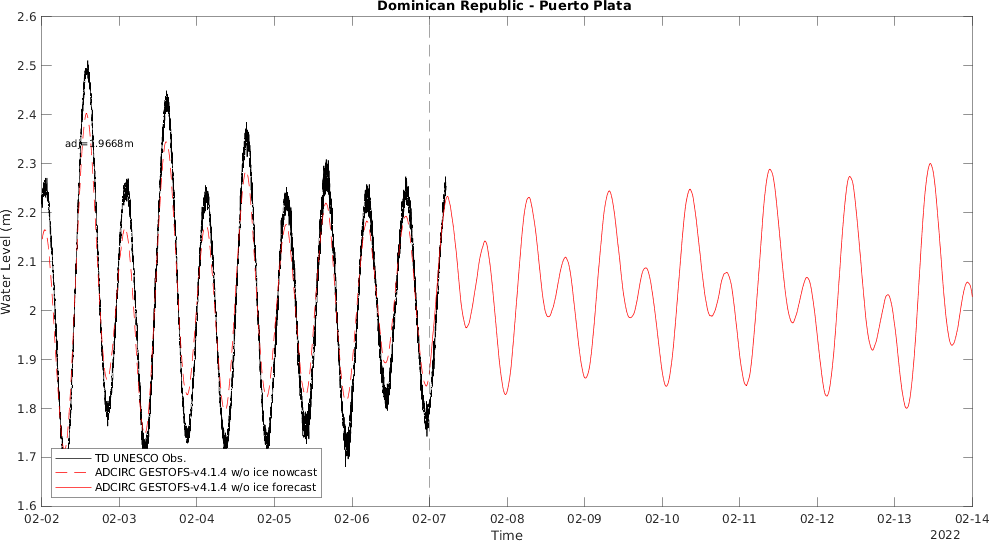 Dominican Republic - Puerto Plata
2.6
2.5
2.4
2.3
2.2
2.1
2
1.9
1.8
1.7
1.6
Water Level (m)
adj=1.9668m
TD UNESCO Obs.
ADCIRC GESTOFS-v4.1.4 w/o ice nowcast
ADCIRC GESTOFS-v4.1.4 w/o ice forecast
02-02 02-03 02-04 02-05 02-06 02-07 02-08 02-09 02-10 02-11 02-12 02-13 02-14
Time
2022